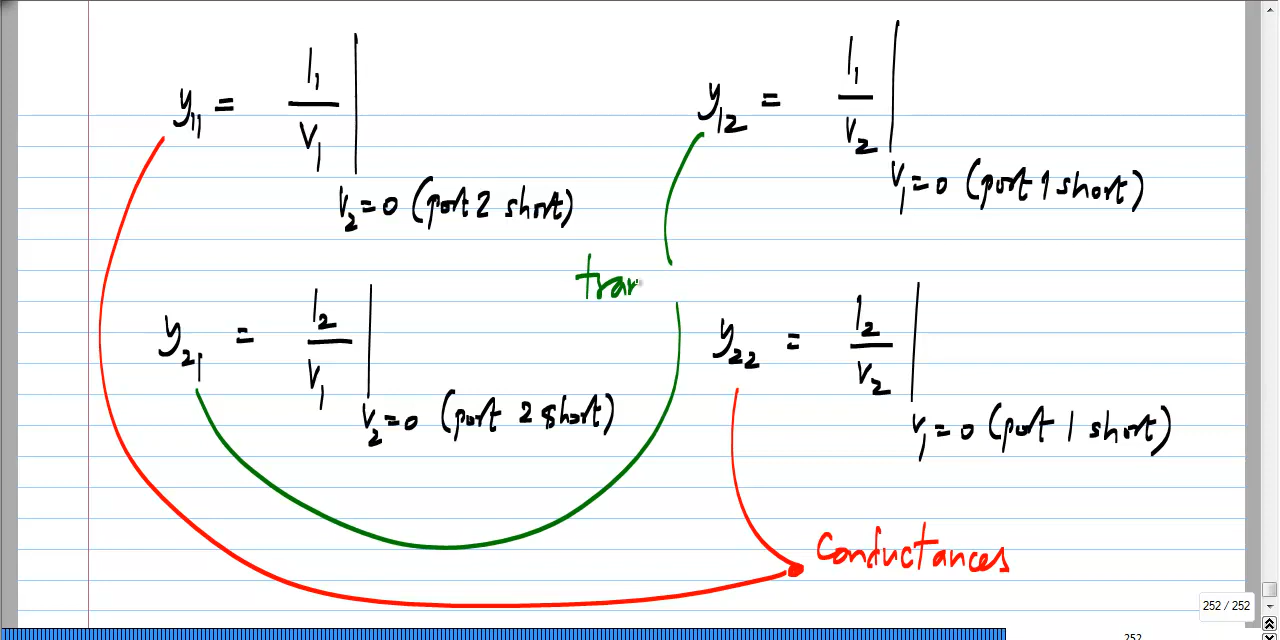 y11 = I1/V1 | V2=0 (port 2 short)
y12 = I1/V2 | V1=0 (port 1 short)
tran
y21 = I2/V1 | V2=0 (port 2 short)
y22 = I2/V2 | V1=0 (port 1 short)
Conductances
252 / 252
252